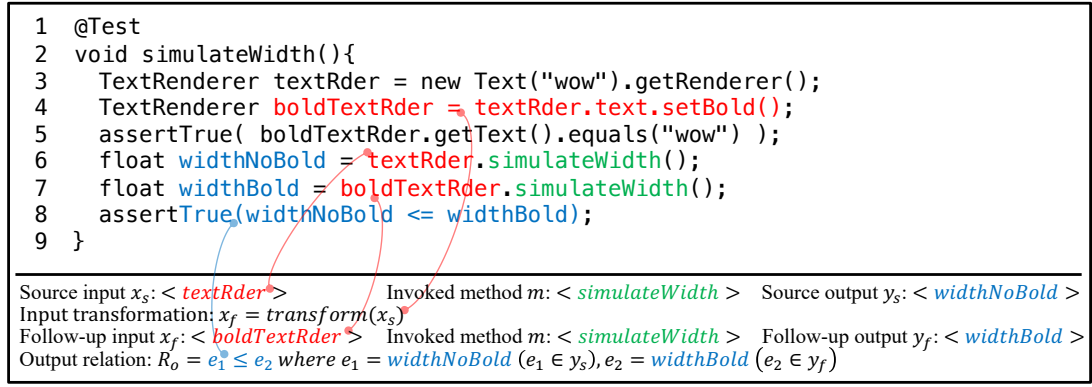 1 @Test
2 void simulateWidth(){
3 TextRenderer textRder = new Text("wow").getRenderer();
4 TextRenderer boldTextRder = textRder.text.setBold();
5 assertTrue( boldTextRder.getText().equals("wow") );
6 float widthNoBold = textRder.simulateWidth();
7 float widthBold = boldTextRder.simulateWidth();
8 assertTrue(widthNoBold <= widthBold);
9 }
Source input xₛ: < textRder > Invoked method m: < simulateWidth > Source output yₛ: < widthNoBold >
Input transformation: x_f = transform(xₛ)
Follow-up input x_f: < boldTextRder > Invoked method m: < simulateWidth > Follow-up output y_f: < widthBold >
Output relation: Rₒ = e₁ ≤ e₂ where e₁ = widthNoBold (e₁ ∈ yₛ), e₂ = widthBold (e₂ ∈ y_f)